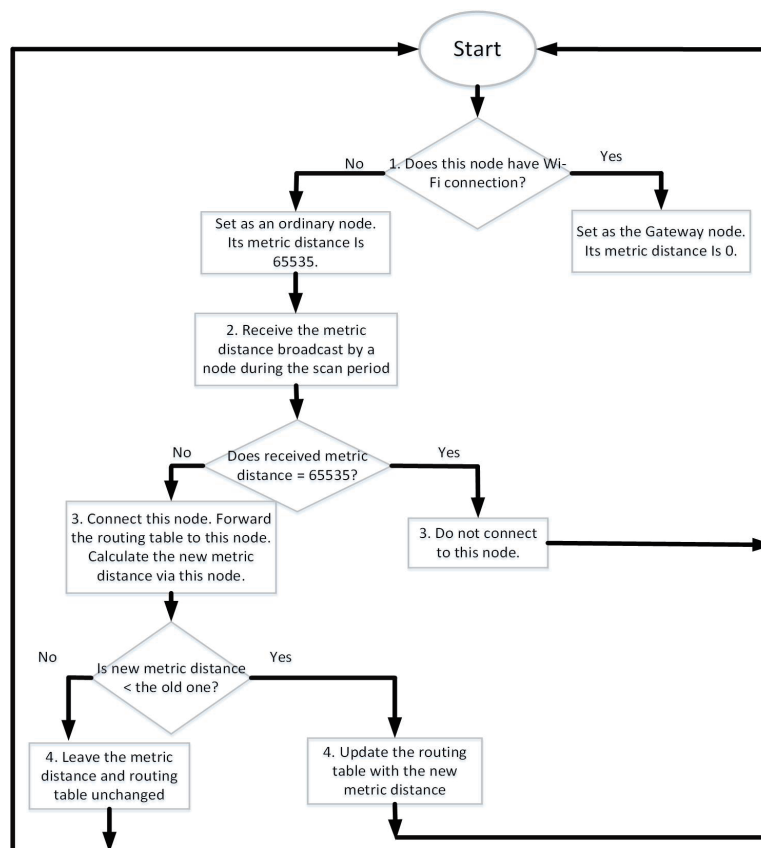 Start
No
1. Does this node have Wi-
Fi connection?
Yes
Set as an ordinary node.
Its metric distance Is
65535.
Set as the Gateway node.
Its metric distance Is 0.
2. Receive the metric
distance broadcast by a
node during the scan period
No
Does received metric
distance = 65535?
Yes
3. Connect this node. Forward
the routing table to this node.
Calculate the new metric
distance via this node.
3. Do not connect
to this node.
No
Is new metric distance
< the old one?
Yes
4. Leave the metric
distance and routing
table unchanged
4. Update the routing
table with the new
metric distance